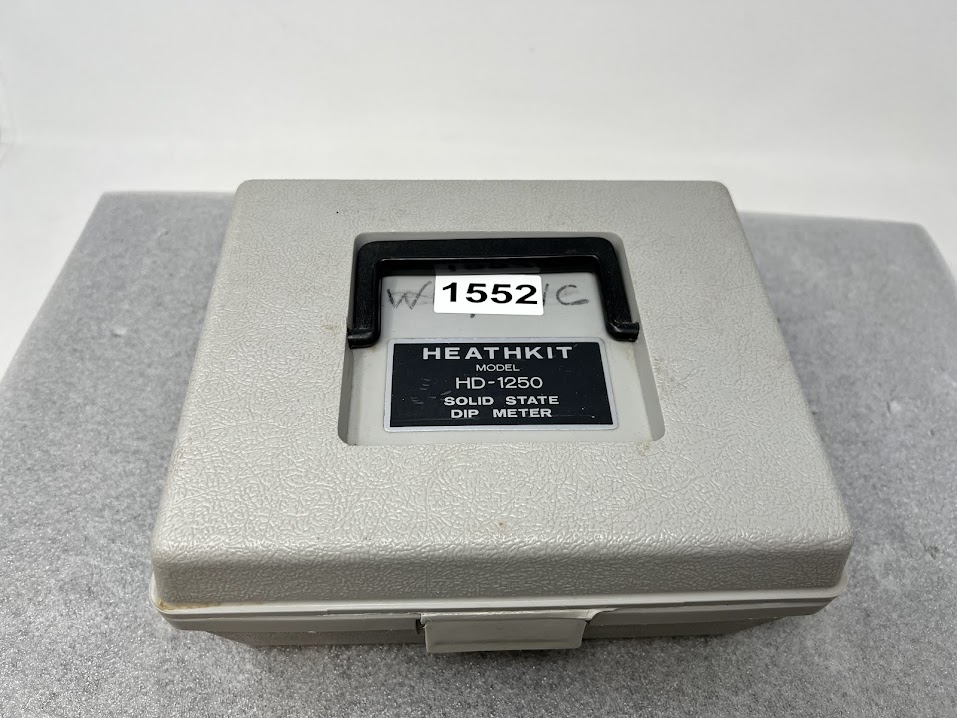 1552
HEATHKIT
MODEL
HD-1250
SOLID STATE
DIP METER